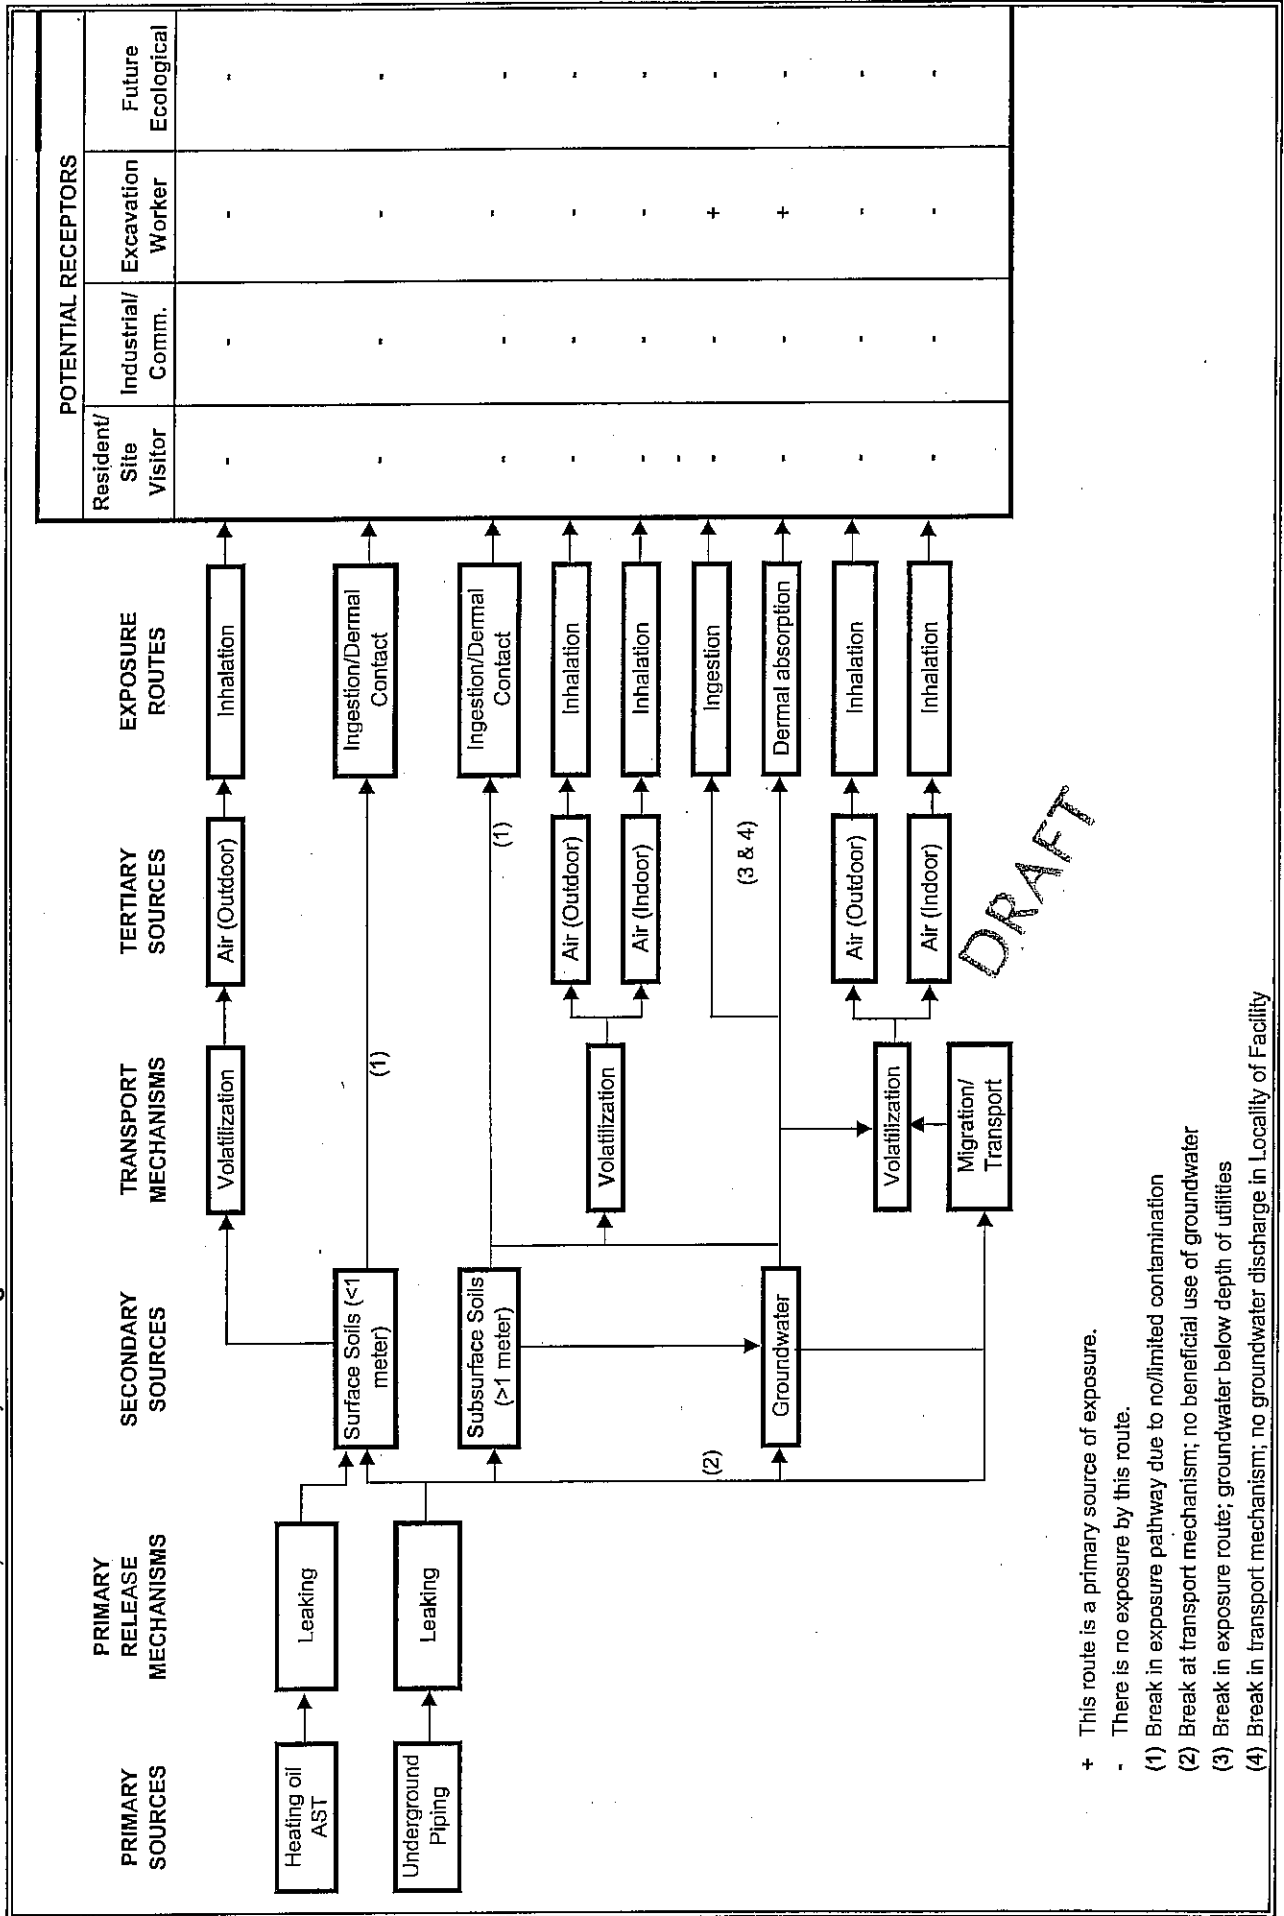 PRIMARY
SOURCES
PRIMARY
RELEASE
MECHANISMS
SECONDARY
SOURCES
TRANSPORT
MECHANISMS
TERTIARY
SOURCES
EXPOSURE
ROUTES
POTENTIAL RECEPTORS
Resident/
Site
Visitor
Industrial/
Comm.
Excavation
Worker
Future
Ecological
Heating oil
AST
Leaking
Underground
Piping
Leaking
Surface Soils (<1
meter)
Volatilization
Air (Outdoor)
Inhalation
- - - -
(1)
Ingestion/Dermal
Contact
- - - -
Subsurface Soils
(>1 meter)
(1)
Ingestion/Dermal
Contact
- - - -
Volatilization
Air (Outdoor)
Inhalation
- - - -
Air (Indoor)
Inhalation
- - - -
-
(2)
Groundwater
(3 & 4)
Ingestion
- - + -
Dermal absorption
- - + -
Volatilization
Air (Outdoor)
Inhalation
- - - -
Migration/
Transport
Air (Indoor)
Inhalation
- - - -
DRAFT
+ This route is a primary source of exposure.
- There is no exposure by this route.
(1) Break in exposure pathway due to no/limited contamination
(2) Break at transport mechanism; no beneficial use of groundwater
(3) Break in exposure route; groundwater below depth of utilities
(4) Break in transport mechanism; no groundwater discharge in Locality of Facility